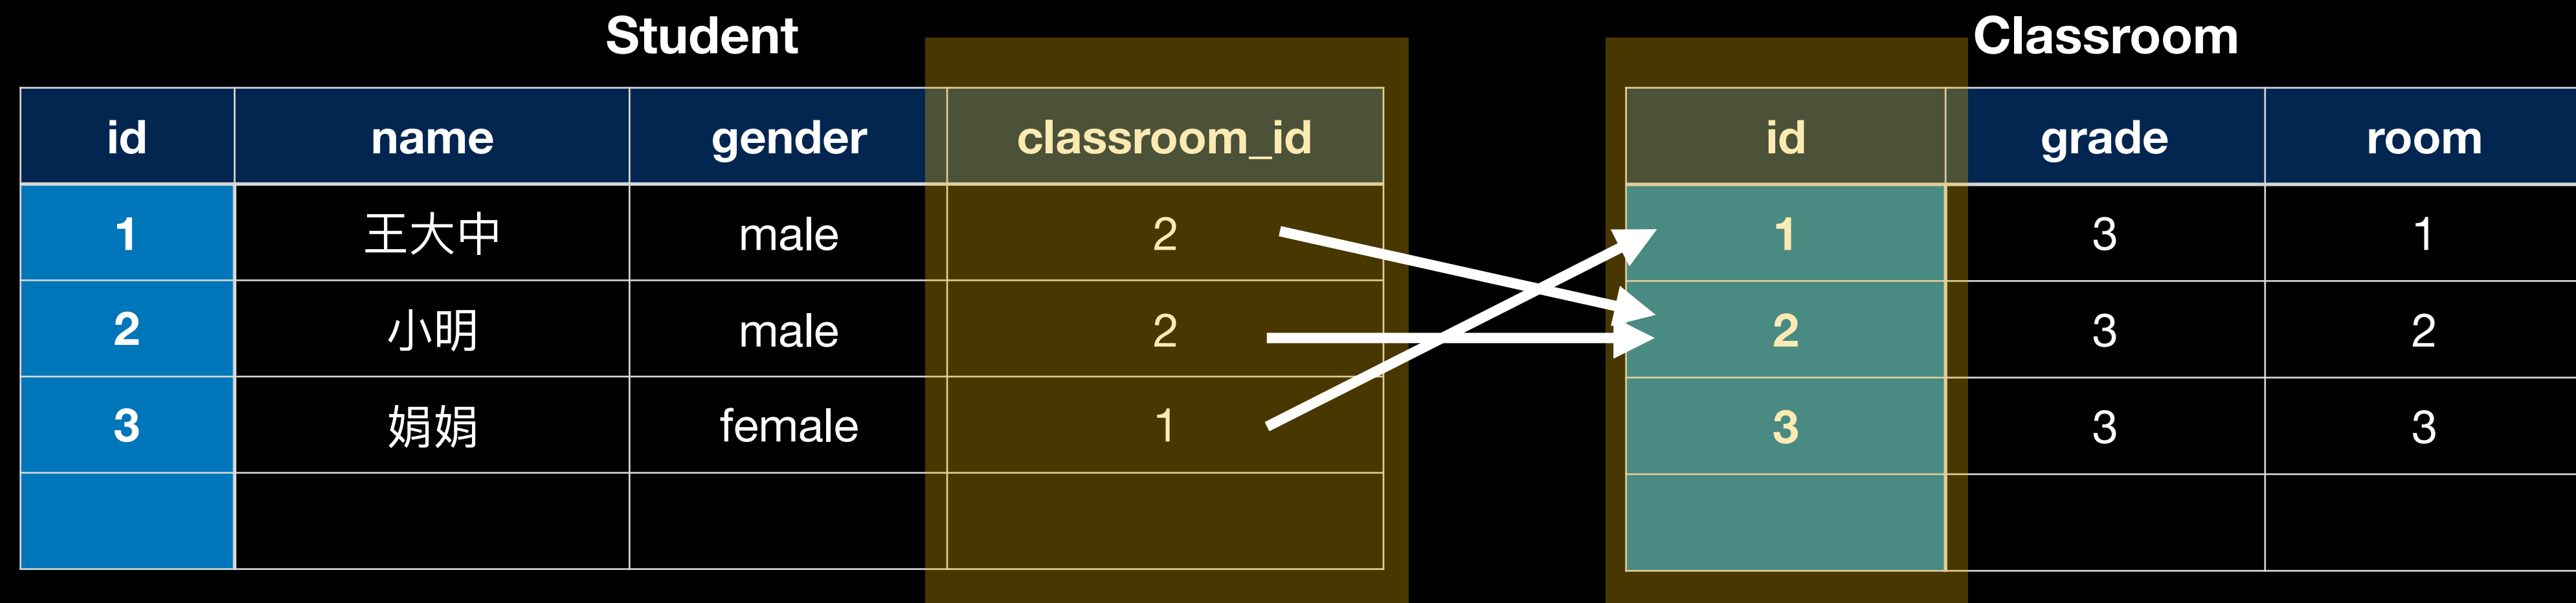 Student
id name gender classroom_id
1 王大中 male 2
2 小明 male 2
3 娟娟 female 1
Classroom
id grade room
1 3 1
2 3 2
3 3 3